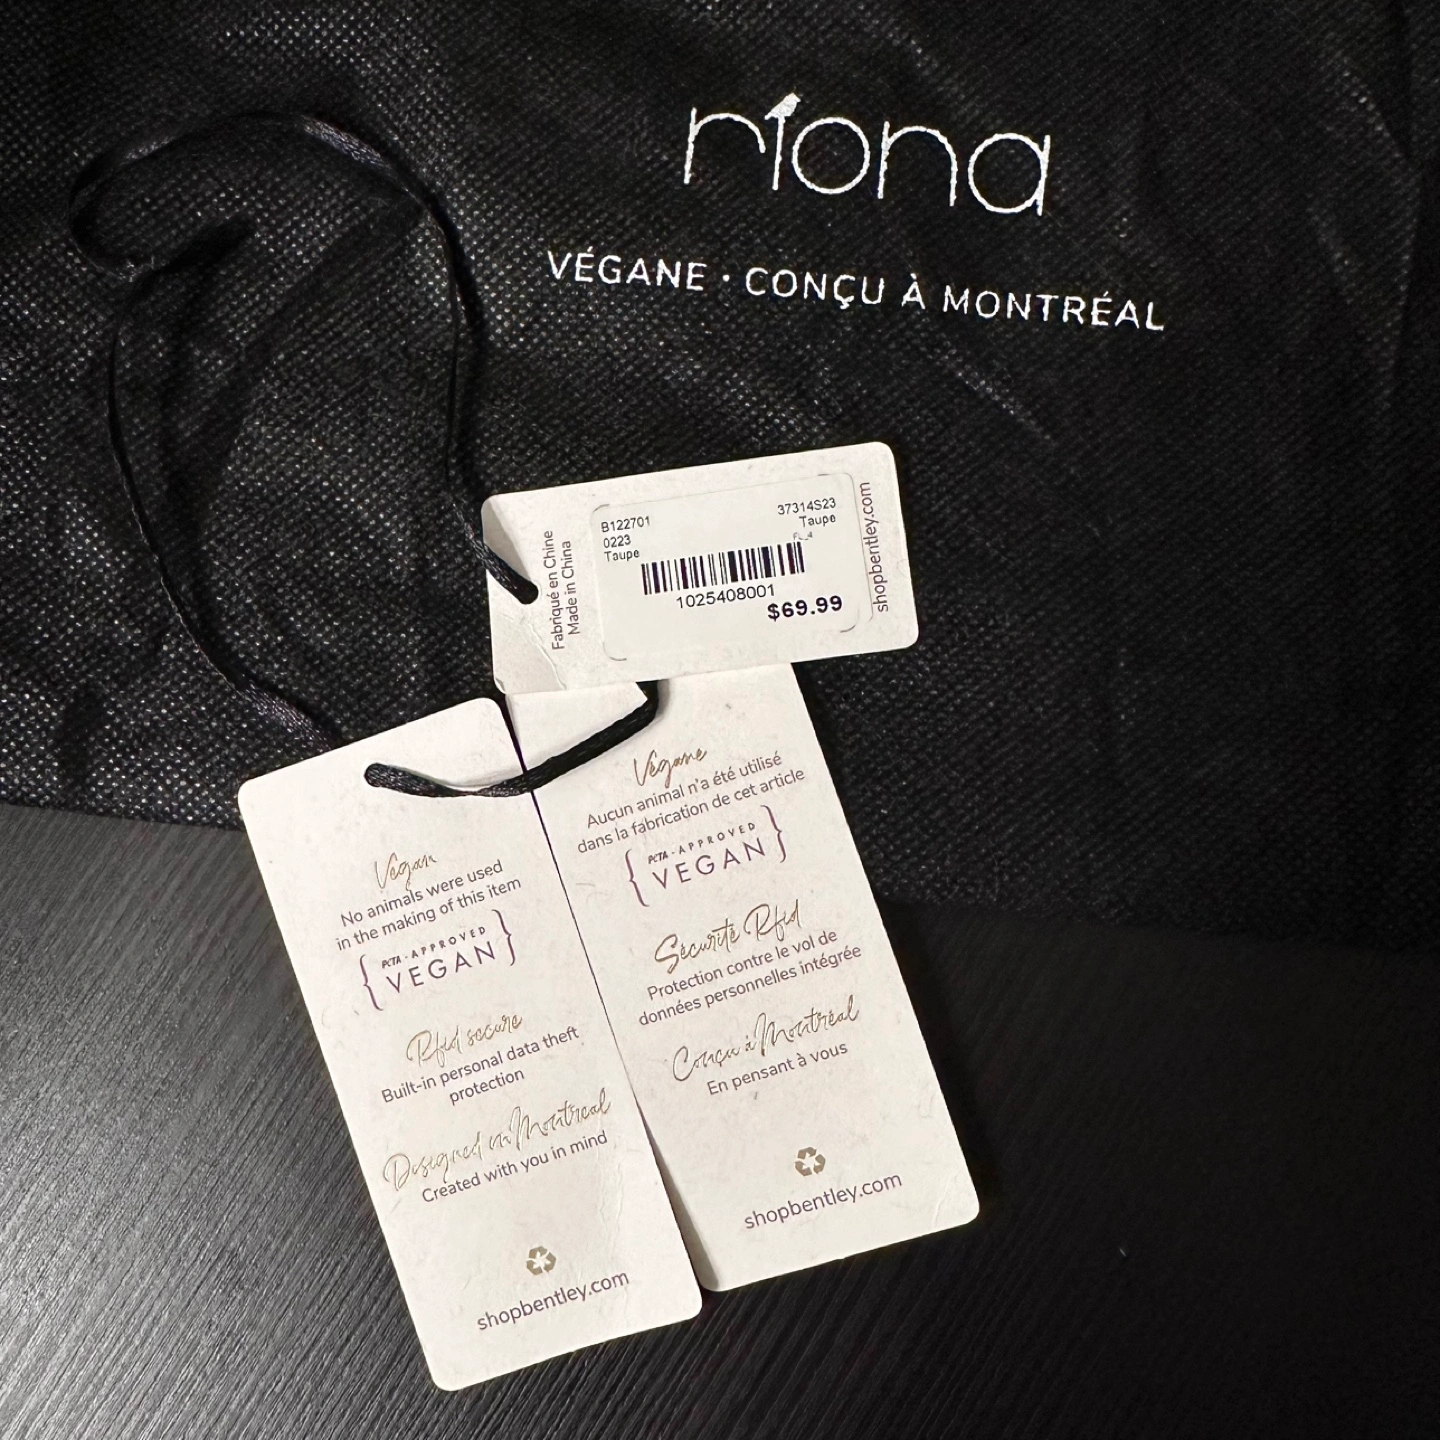 riona
VÉGANE · CONÇU À MONTRÉAL
Fabriqué en Chine
Made in China
B122701
0223
Taupe
37314S23
Taupe
1025408001
$69.99
shopbentley.com
Vegan
No animals were used
in the making of this item
PETA - APPROVED
VEGAN
Rfid secure
Built-in personal data theft
protection
Designed in Montreal
Created with you in mind
shopbentley.com
Végane
Aucun animal n'a été utilisé
dans la fabrication de cet article
PETA - APPROVED
VEGAN
Sécurité Rfid
Protection contre le vol de
données personnelles intégrée
Conçu à Montréal
En pensant à vous
shopbentley.com